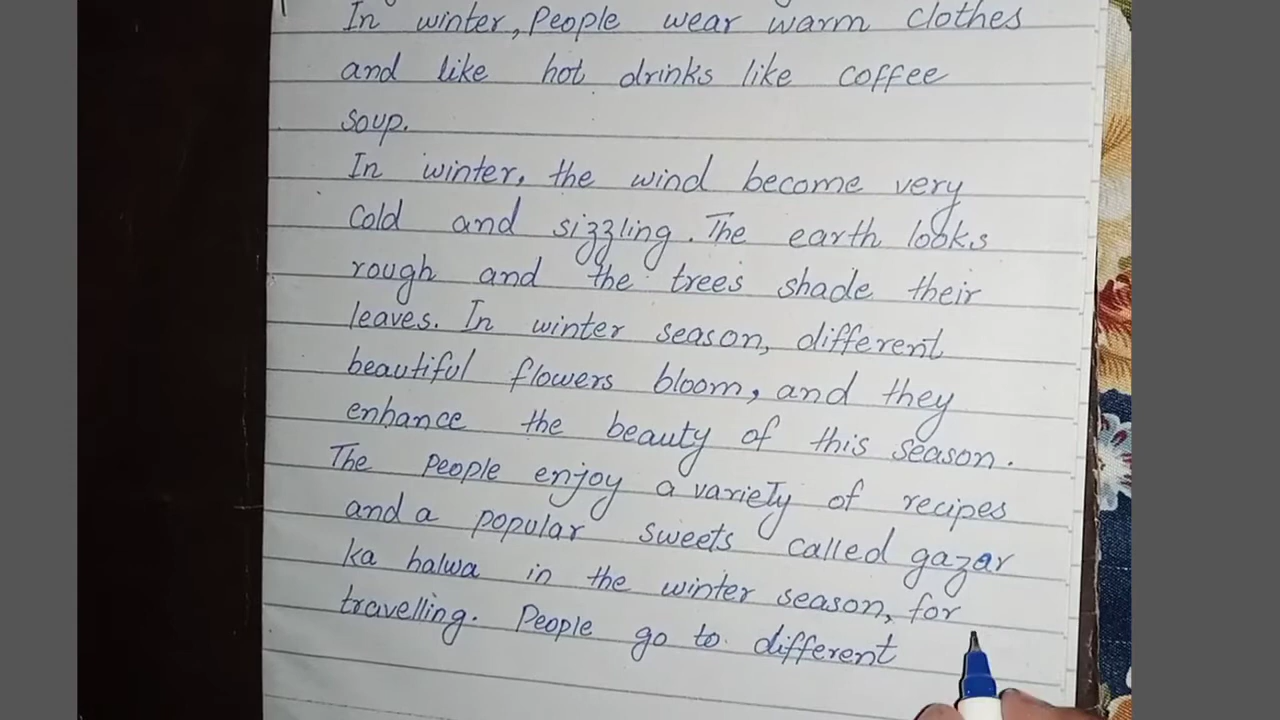 In winter, People wear warm clothes
and like hot drinks like coffee
soup.
In winter, the wind become very
cold and sizzling. The earth looks
rough and the trees shade their
leaves. In winter season, different
beautiful flowers bloom, and they
enhance the beauty of this season.
The people enjoy a variety of recipes
and a popular sweets called gazar
ka halwa in the winter season, for
travelling. People go to different